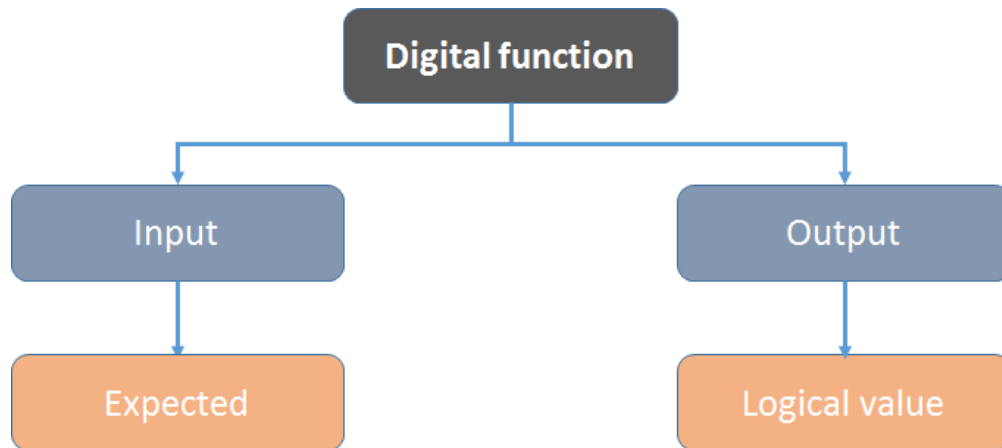 Digital function
Input
Output
Expected
Logical value